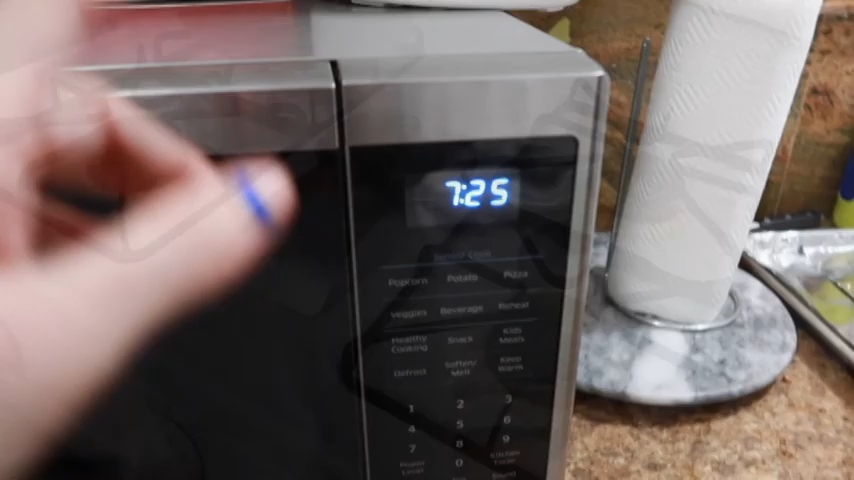 7:25
Sensor Cook
Popcorn Potato Pizza
Veggies Beverage Reheat
Healthy Cooking Snack Kids Meals
Defrost Soften/Melt Keep Warm
1 2 3
4 5 6
7 8 9
Power Level 0 Kitchen Timer
Sound